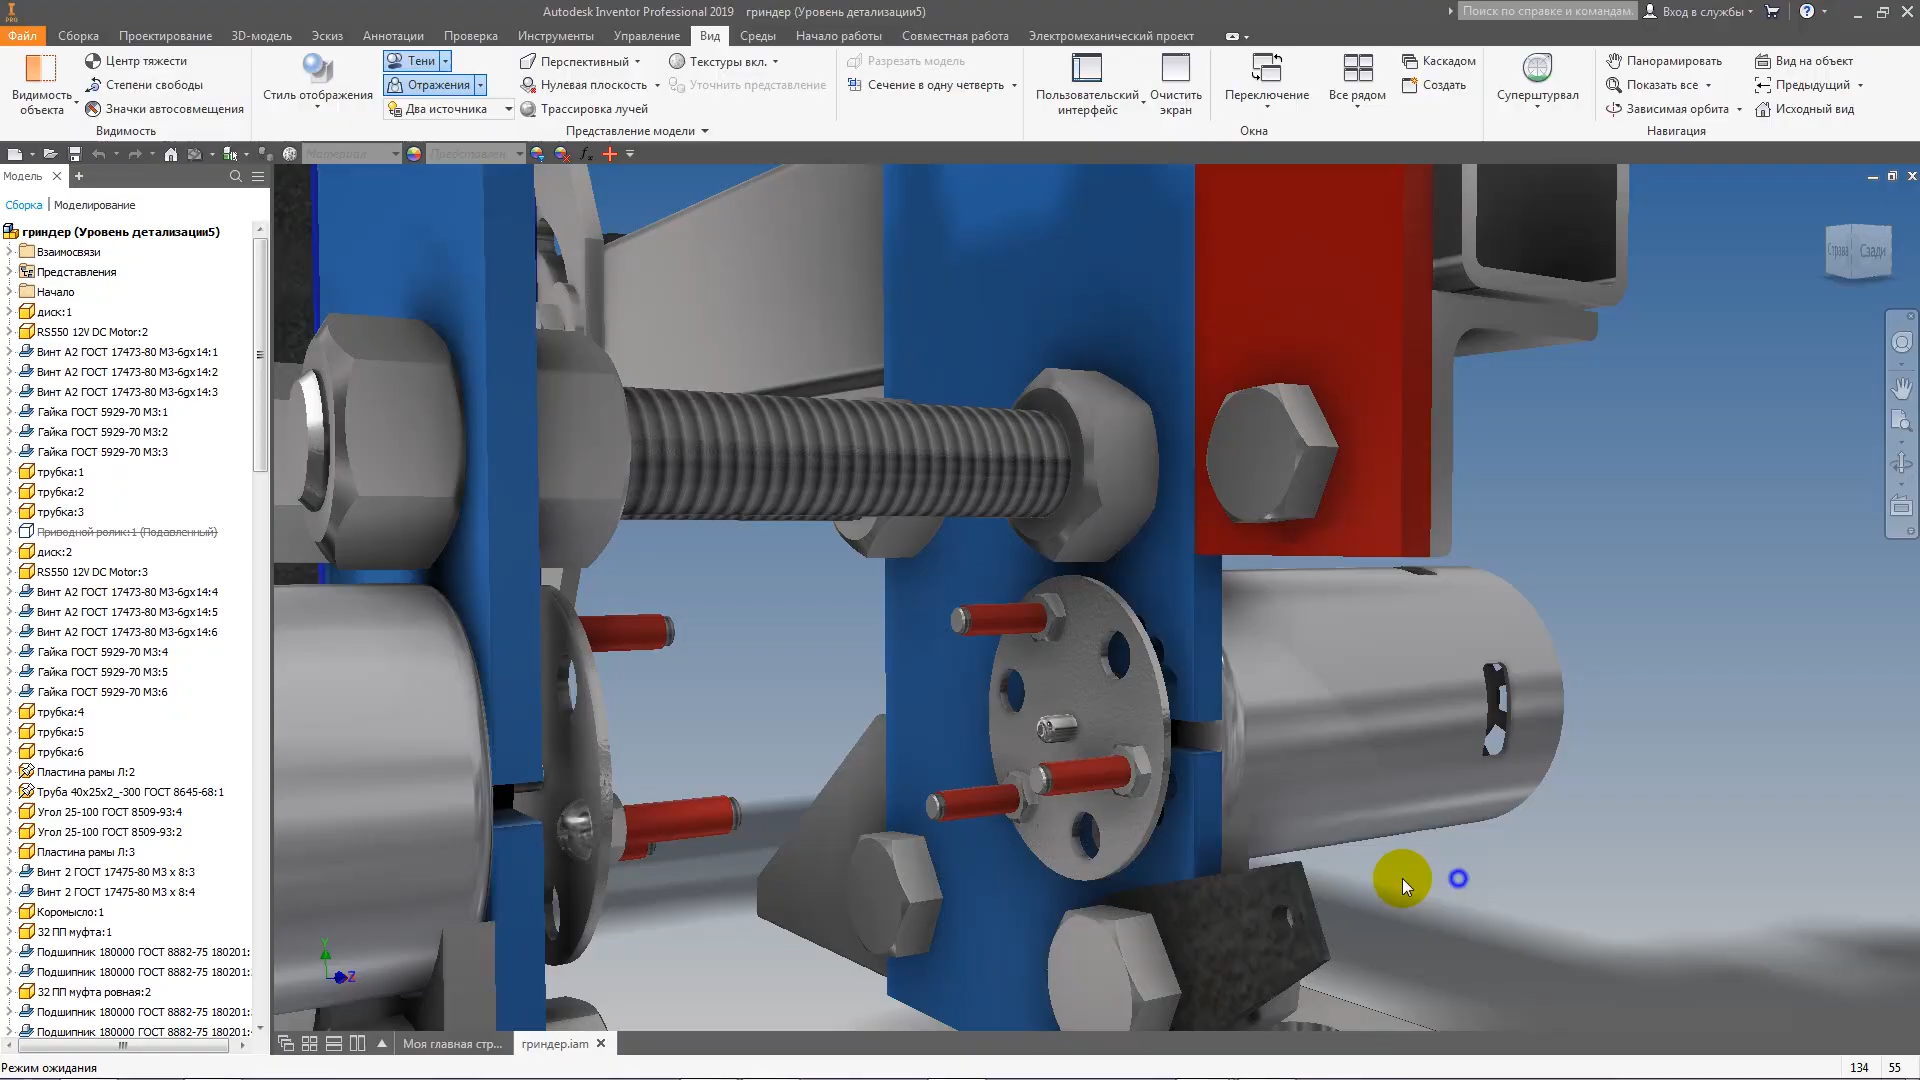 Autodesk Inventor Professional 2019 гриндер (Уровень детализации5)
Поиск по справке и командам.
Вход в службы
PRO
Файл Сборка Проектирование 3D-модель Эскиз Аннотации Проверка Инструменты Управление Вид Среды Начало работы Совместная работа Электромеханический проект
Видимость объекта
Центр тяжести
Степени свободы
Значки автосовмещения
Видимость
Стиль отображения
Тени
Отражения
Два источника
Перспективный
Нулевая плоскость
Трассировка лучей
Текстуры вкл.
Уточнить представление
Представление модели
Разрезать модель
Сечение в одну четверть
Пользовательский интерфейс
Очистить экран
Переключение
Все рядом
Каскадом
Создать
Окна
Суперштурвал
Панорамировать
Показать все
Зависимая орбита
Вид на объект
Предыдущий
Исходный вид
Навигация
Материал
Представлен
Модель
Сборка | Моделирование
гриндер (Уровень детализации5)
Взаимосвязи
Представления
Начало
диск:1
RS550 12V DC Motor:2
Винт А2 ГОСТ 17473-80 М3-6gx14:1
Винт А2 ГОСТ 17473-80 М3-6gx14:2
Винт А2 ГОСТ 17473-80 М3-6gx14:3
Гайка ГОСТ 5929-70 М3:1
Гайка ГОСТ 5929-70 М3:2
Гайка ГОСТ 5929-70 М3:3
трубка:1
трубка:2
трубка:3
Приводной ролик:1 (Подавленный)
диск:2
RS550 12V DC Motor:3
Винт А2 ГОСТ 17473-80 М3-6gx14:4
Винт А2 ГОСТ 17473-80 М3-6gx14:5
Винт А2 ГОСТ 17473-80 М3-6gx14:6
Гайка ГОСТ 5929-70 М3:4
Гайка ГОСТ 5929-70 М3:5
Гайка ГОСТ 5929-70 М3:6
трубка:4
трубка:5
трубка:6
Пластина рамы Л:2
Труба 40x25x2_-300 ГОСТ 8645-68:1
Угол 25-100 ГОСТ 8509-93:4
Угол 25-100 ГОСТ 8509-93:2
Пластина рамы Л:3
Винт 2 ГОСТ 17475-80 М3 x 8:3
Винт 2 ГОСТ 17475-80 М3 x 8:4
Коромысло:1
32 ПП муфта:1
Подшипник 180000 ГОСТ 8882-75 180201:
Подшипник 180000 ГОСТ 8882-75 180201:
32 ПП муфта ровная:2
Подшипник 180000 ГОСТ 8882-75 180201:
Подшипник 180000 ГОСТ 8882-75 180201:
Справа
Сзади
Y
Z
Моя главная стр...
гриндер.iam
Режим ожидания
134 55